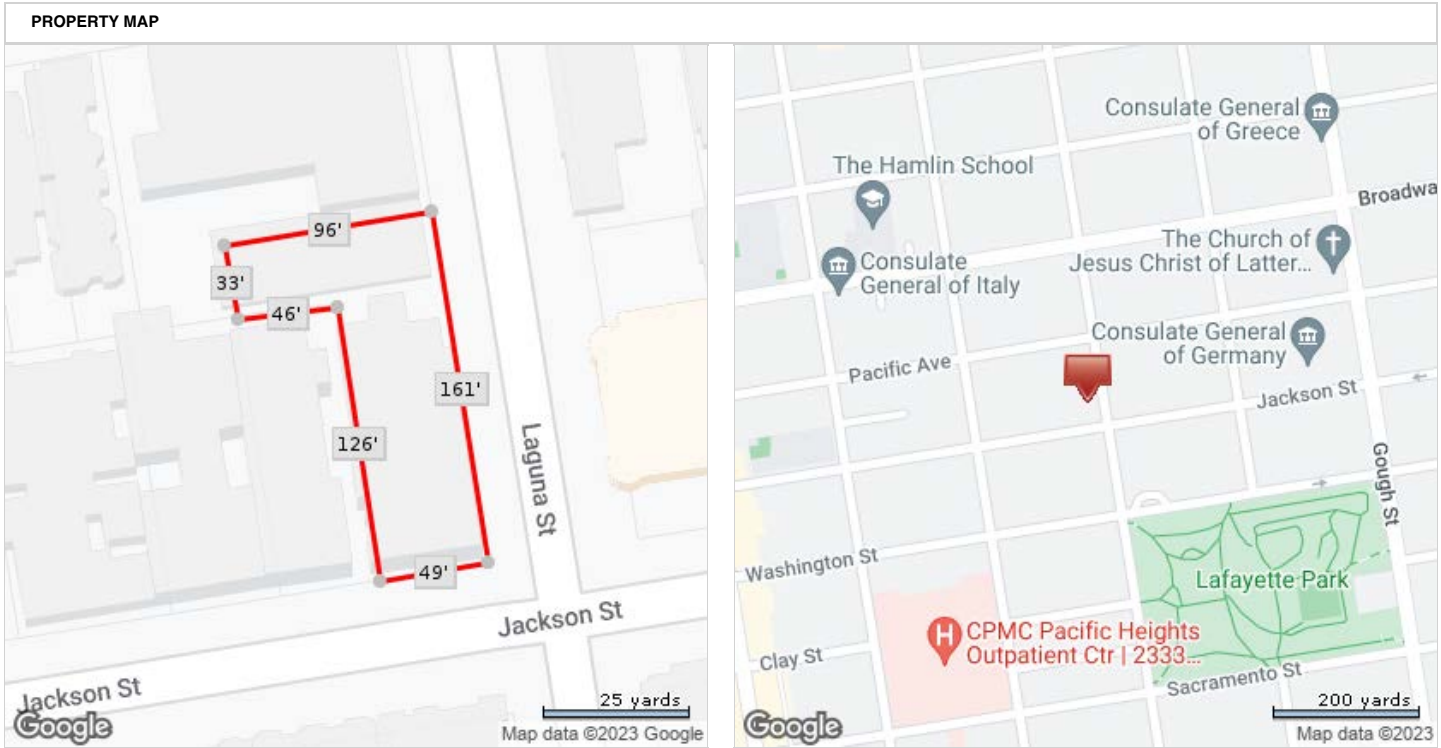 PROPERTY MAP
96'
33'
46'
161'
126'
49'
Laguna St
Jackson St
Jackson St
25 yards
Google
Map data ©2023 Google
Consulate General
of Greece
The Hamlin School
Broadwa
The Church of
Jesus Christ of Latter...
Consulate
General of Italy
Consulate General
of Germany
Pacific Ave
Jackson St
Gough St
Washington St
Lafayette Park
H
CPMC Pacific Heights
Outpatient Ctr | 2333...
Clay St
Sacramento St
200 yards
Google
Map data ©2023